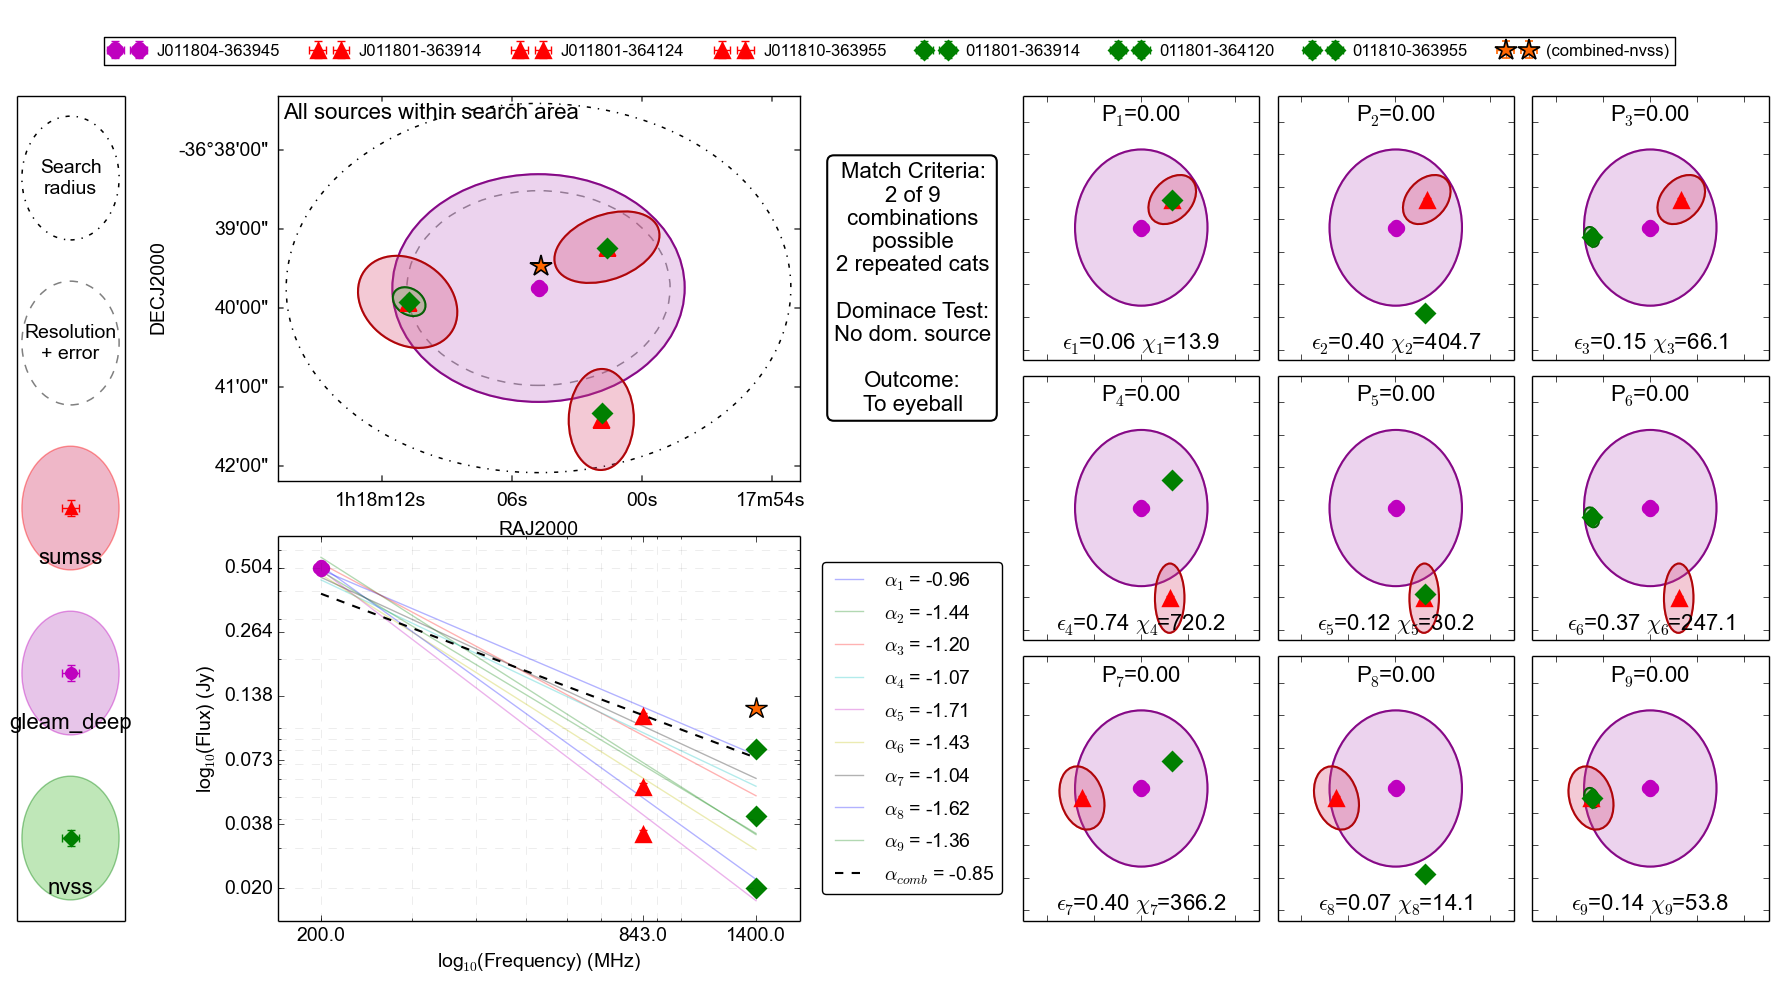 J011804-363945 J011801-363914 J011801-364124 J011810-363955 011801-363914 011801-364120 011810-363955 (combined-nvss)
Search
radius
Resolution
+ error
sumss
gleam_deep
nvss
All sources within search area
DECJ2000
-36°38'00"
39'00"
40'00"
41'00"
42'00"
1h18m12s 06s 00s 17m54s
RAJ2000
Match Criteria:
2 of 9
combinations
possible
2 repeated cats
Dominace Test:
No dom. source
Outcome:
To eyeball
log₁₀(Flux) (Jy)
0.504
0.264
0.138
0.073
0.038
0.020
200.0 843.0 1400.0
log₁₀(Frequency) (MHz)
α₁ = -0.96
α₂ = -1.44
α₃ = -1.20
α₄ = -1.07
α₅ = -1.71
α₆ = -1.43
α₇ = -1.04
α₈ = -1.62
α₉ = -1.36
α_comb = -0.85
P₁=0.00 P₂=0.00 P₃=0.00
ϵ₁=0.06 χ₁=13.9 ϵ₂=0.40 χ₂=404.7 ϵ₃=0.15 χ₃=66.1
P₄=0.00 P₅=0.00 P₆=0.00
ϵ₄=0.74 χ₄=720.2 ϵ₅=0.12 χ₅=30.2 ϵ₆=0.37 χ₆=247.1
P₇=0.00 P₈=0.00 P₉=0.00
ϵ₇=0.40 χ₇=366.2 ϵ₈=0.07 χ₈=14.1 ϵ₉=0.14 χ₉=53.8